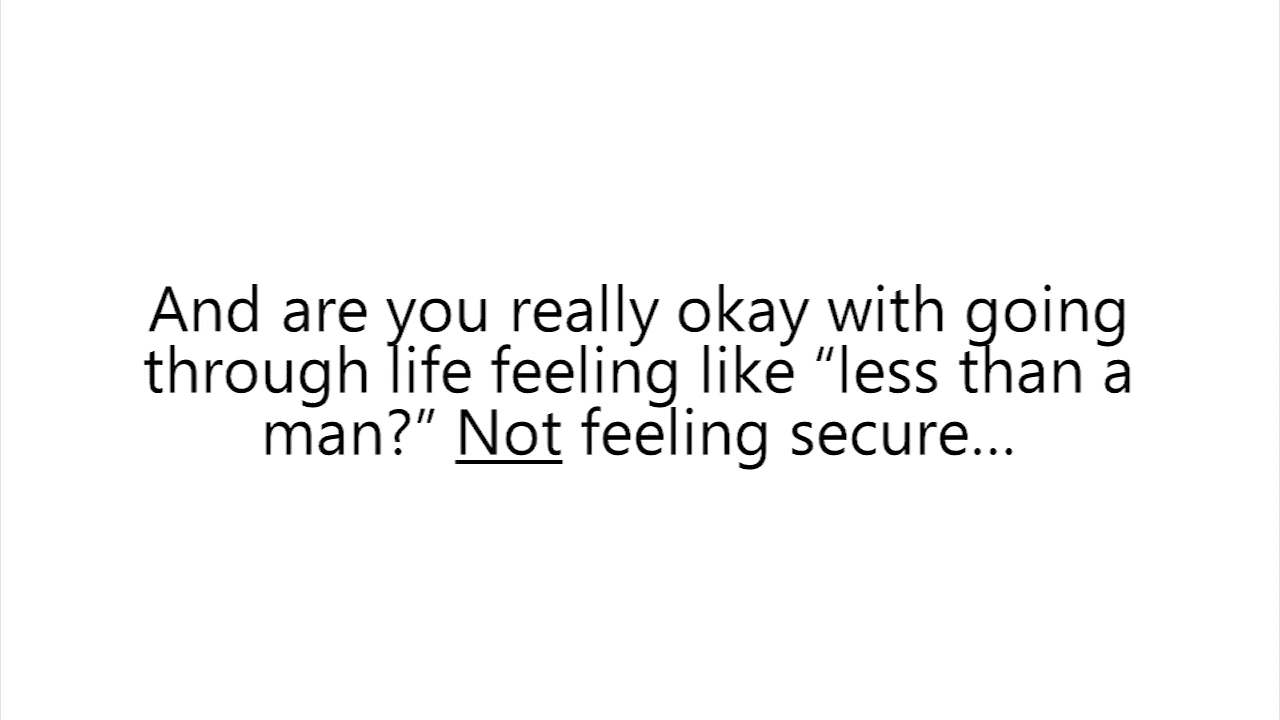 And are you really okay with going
through life feeling like “less than a
man?” Not feeling secure...